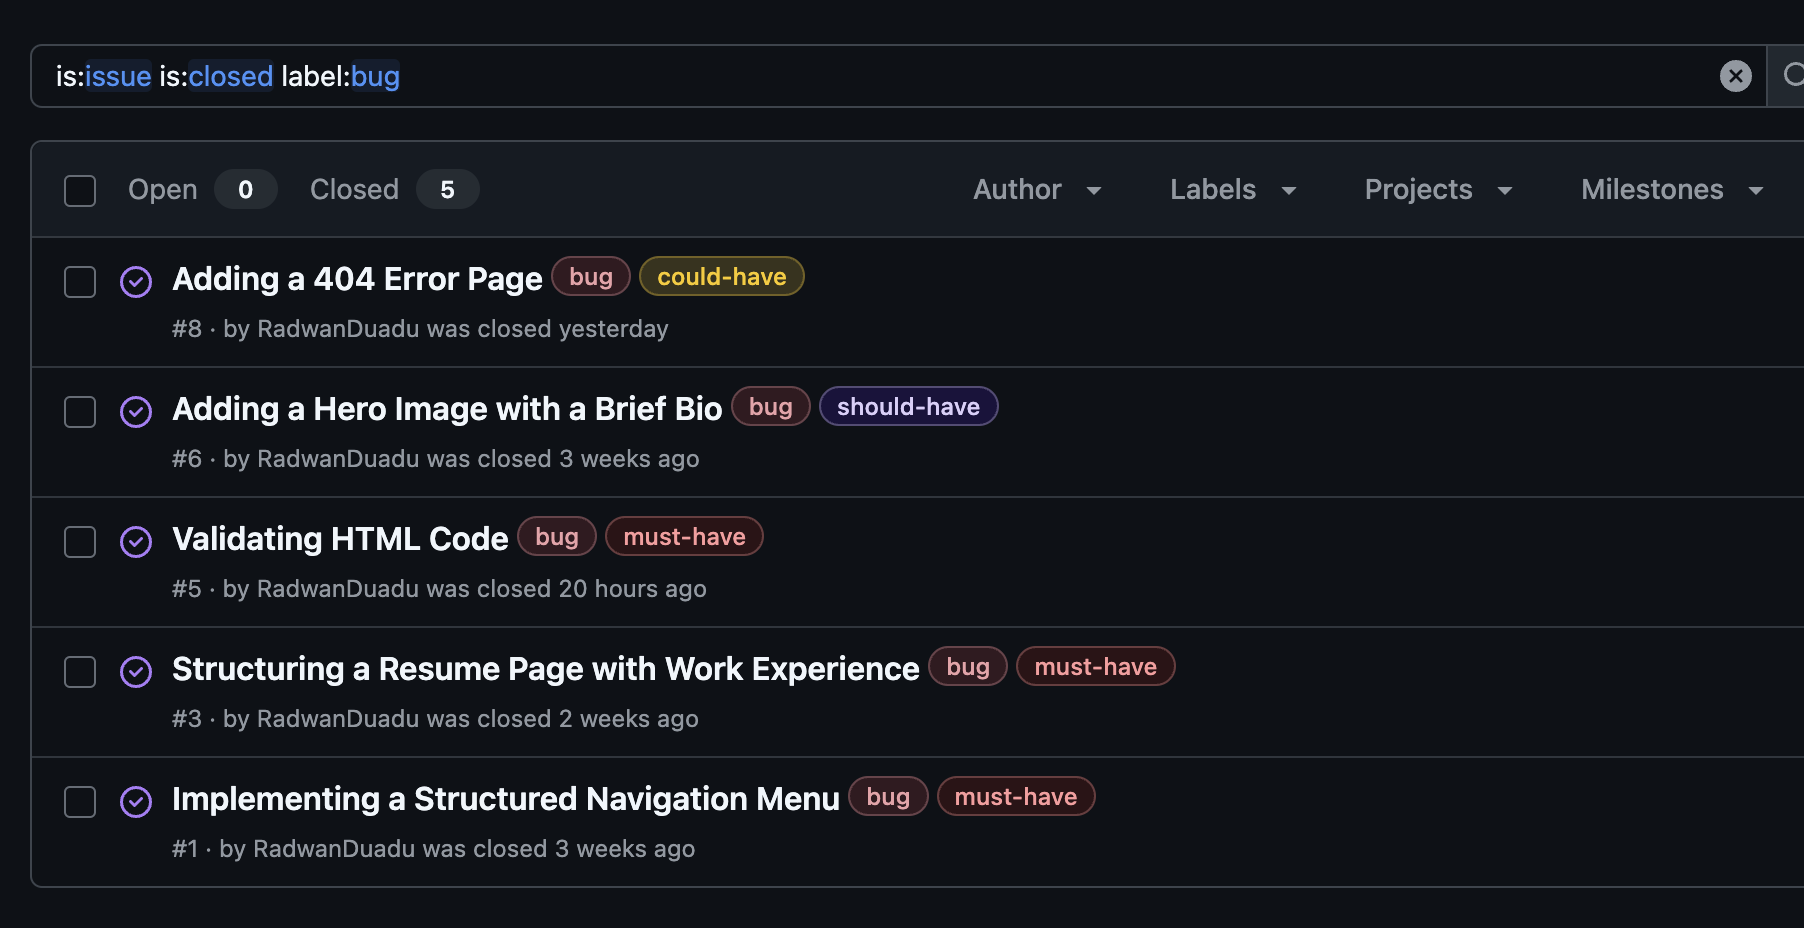 is:issue is:closed label:bug
Open 0 Closed 5 Author Labels Projects Milestones
Adding a 404 Error Page bug could-have
#8 · by RadwanDuadu was closed yesterday
Adding a Hero Image with a Brief Bio bug should-have
#6 · by RadwanDuadu was closed 3 weeks ago
Validating HTML Code bug must-have
#5 · by RadwanDuadu was closed 20 hours ago
Structuring a Resume Page with Work Experience bug must-have
#3 · by RadwanDuadu was closed 2 weeks ago
Implementing a Structured Navigation Menu bug must-have
#1 · by RadwanDuadu was closed 3 weeks ago